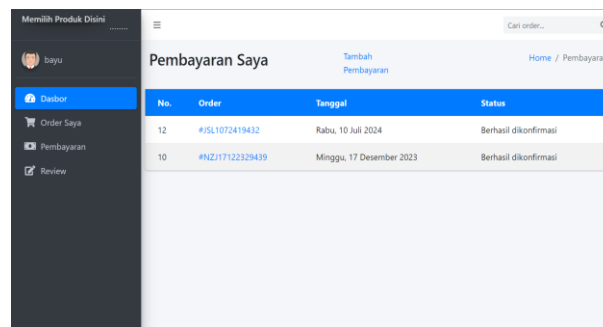 Memilih Produk Disini
........
Cari order...
bayu
Pembayaran Saya
Tambah
Pembayaran
Home / Pembayara
Dasbor
Order Saya
Pembayaran
Review
No. Order Tanggal Status
12 #JSL1072419432 Rabu, 10 Juli 2024 Berhasil dikonfirmasi
10 #NZJ17122329439 Minggu, 17 Desember 2023 Berhasil dikonfirmasi